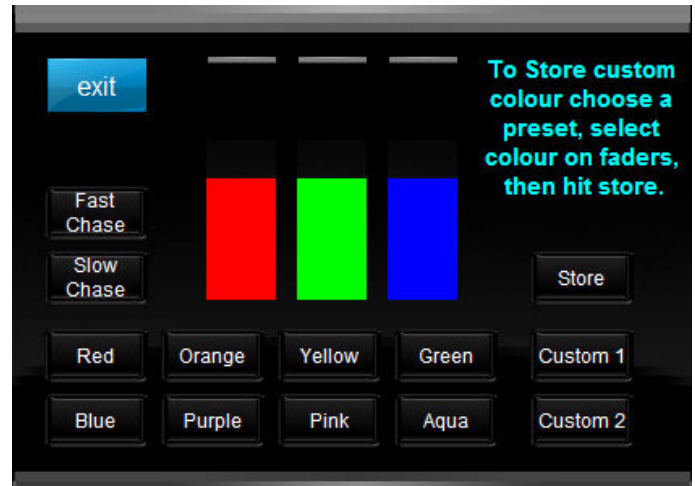 exit
To Store custom
colour choose a
preset, select
colour on faders,
then hit store.
Fast
Chase
Slow
Chase
Store
Red
Orange
Yellow
Green
Custom 1
Blue
Purple
Pink
Aqua
Custom 2